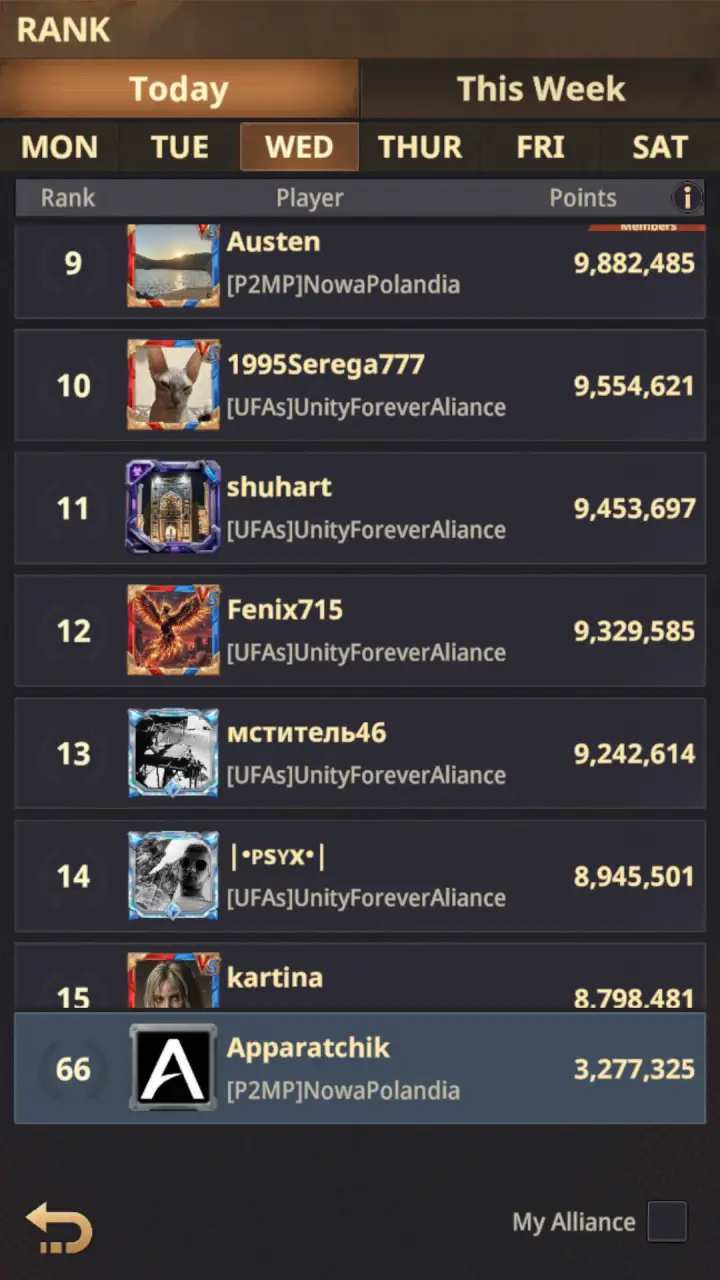 RANK
Today
This Week
MON
TUE
WED
THUR
FRI
SAT
Rank
Player
Points
i
Members
9
Austen
[P2MP]NowaPolandia
9,882,485
10
1995Serega777
[UFAs]UnityForeverAliance
9,554,621
11
shuhart
[UFAs]UnityForeverAliance
9,453,697
12
Fenix715
[UFAs]UnityForeverAliance
9,329,585
13
мститель46
[UFAs]UnityForeverAliance
9,242,614
14
|•ᴘsʏx•|
[UFAs]UnityForeverAliance
8,945,501
15
kartina
8,798,481
66
Apparatchik
[P2MP]NowaPolandia
3,277,325
My Alliance